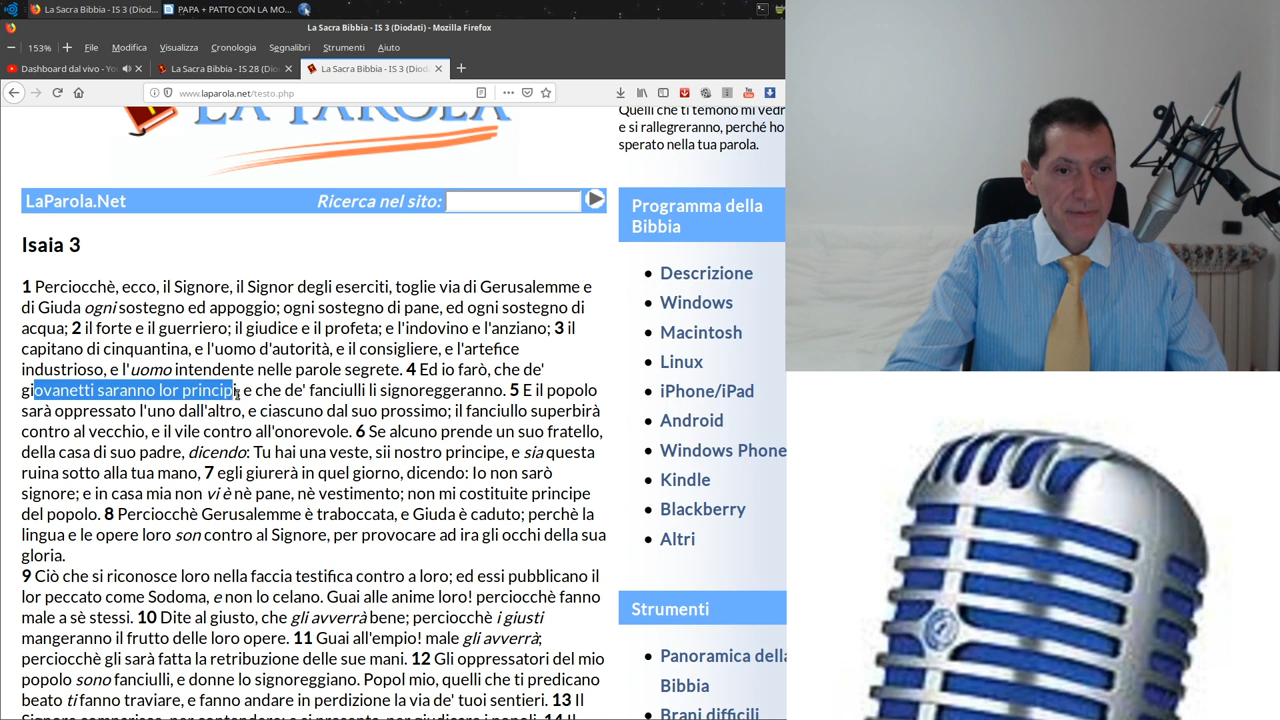 La Sacra Bibbia - IS 3 (Diod...
PAPA + PATTO CON LA MO...
La Sacra Bibbia - IS 3 (Diodati) - Mozilla Firefox
153%
File Modifica Visualizza Cronologia Segnalibri Strumenti Aiuto
Dashboard dal vivo - Yo
La Sacra Bibbia - IS 28 (Dio
La Sacra Bibbia - IS 3 (Diod
www.laparola.net/testo.php
LA PAROLA
Quelli che ti temono mi vedr
e si rallegreranno, perché ho
sperato nella tua parola.
LaParola.Net
Ricerca nel sito:
Isaia 3
1 Perciocchè, ecco, il Signore, il Signor degli eserciti, toglie via di Gerusalemme e
di Giuda ogni sostegno ed appoggio; ogni sostegno di pane, ed ogni sostegno di
acqua; 2 il forte e il guerriero; il giudice e il profeta; e l'indovino e l'anziano; 3 il
capitano di cinquantina, e l'uomo d'autorità, e il consigliere, e l'artefice
industrioso, e l'uomo intendente nelle parole segrete. 4 Ed io farò, che de'
giovanetti saranno lor principi, e che de' fanciulli li signoreggeranno. 5 E il popolo
sarà oppressato l'uno dall'altro, e ciascuno dal suo prossimo; il fanciullo superbirà
contro al vecchio, e il vile contro all'onorevole. 6 Se alcuno prende un suo fratello,
della casa di suo padre, dicendo: Tu hai una veste, sii nostro principe, e sia questa
ruina sotto alla tua mano, 7 egli giurerà in quel giorno, dicendo: Io non sarò
signore; e in casa mia non vi è nè pane, nè vestimento; non mi costituite principe
del popolo. 8 Perciocchè Gerusalemme è traboccata, e Giuda è caduto; perchè la
lingua e le opere loro son contro al Signore, per provocare ad ira gli occhi della sua
gloria.
9 Ciò che si riconosce loro nella faccia testifica contro a loro; ed essi pubblicano il
lor peccato come Sodoma, e non lo celano. Guai alle anime loro! perciocchè fanno
male a sè stessi. 10 Dite al giusto, che gli avverrà bene; perciocchè i giusti
mangeranno il frutto delle loro opere. 11 Guai all'empio! male gli avverrà;
perciocchè gli sarà fatta la retribuzione delle sue mani. 12 Gli oppressatori del mio
popolo sono fanciulli, e donne lo signoreggiano. Popol mio, quelli che ti predicano
beato ti fanno traviare, e fanno andare in perdizione la via de' tuoi sentieri. 13 Il
Signore comparisce, per contendere; e si presenta, per giudicare i popoli. 14 Il
Programma della
Bibbia
Descrizione
Windows
Macintosh
Linux
iPhone/iPad
Android
Windows Phone
Kindle
Blackberry
Altri
Strumenti
Panoramica della
Bibbia
Brani difficili